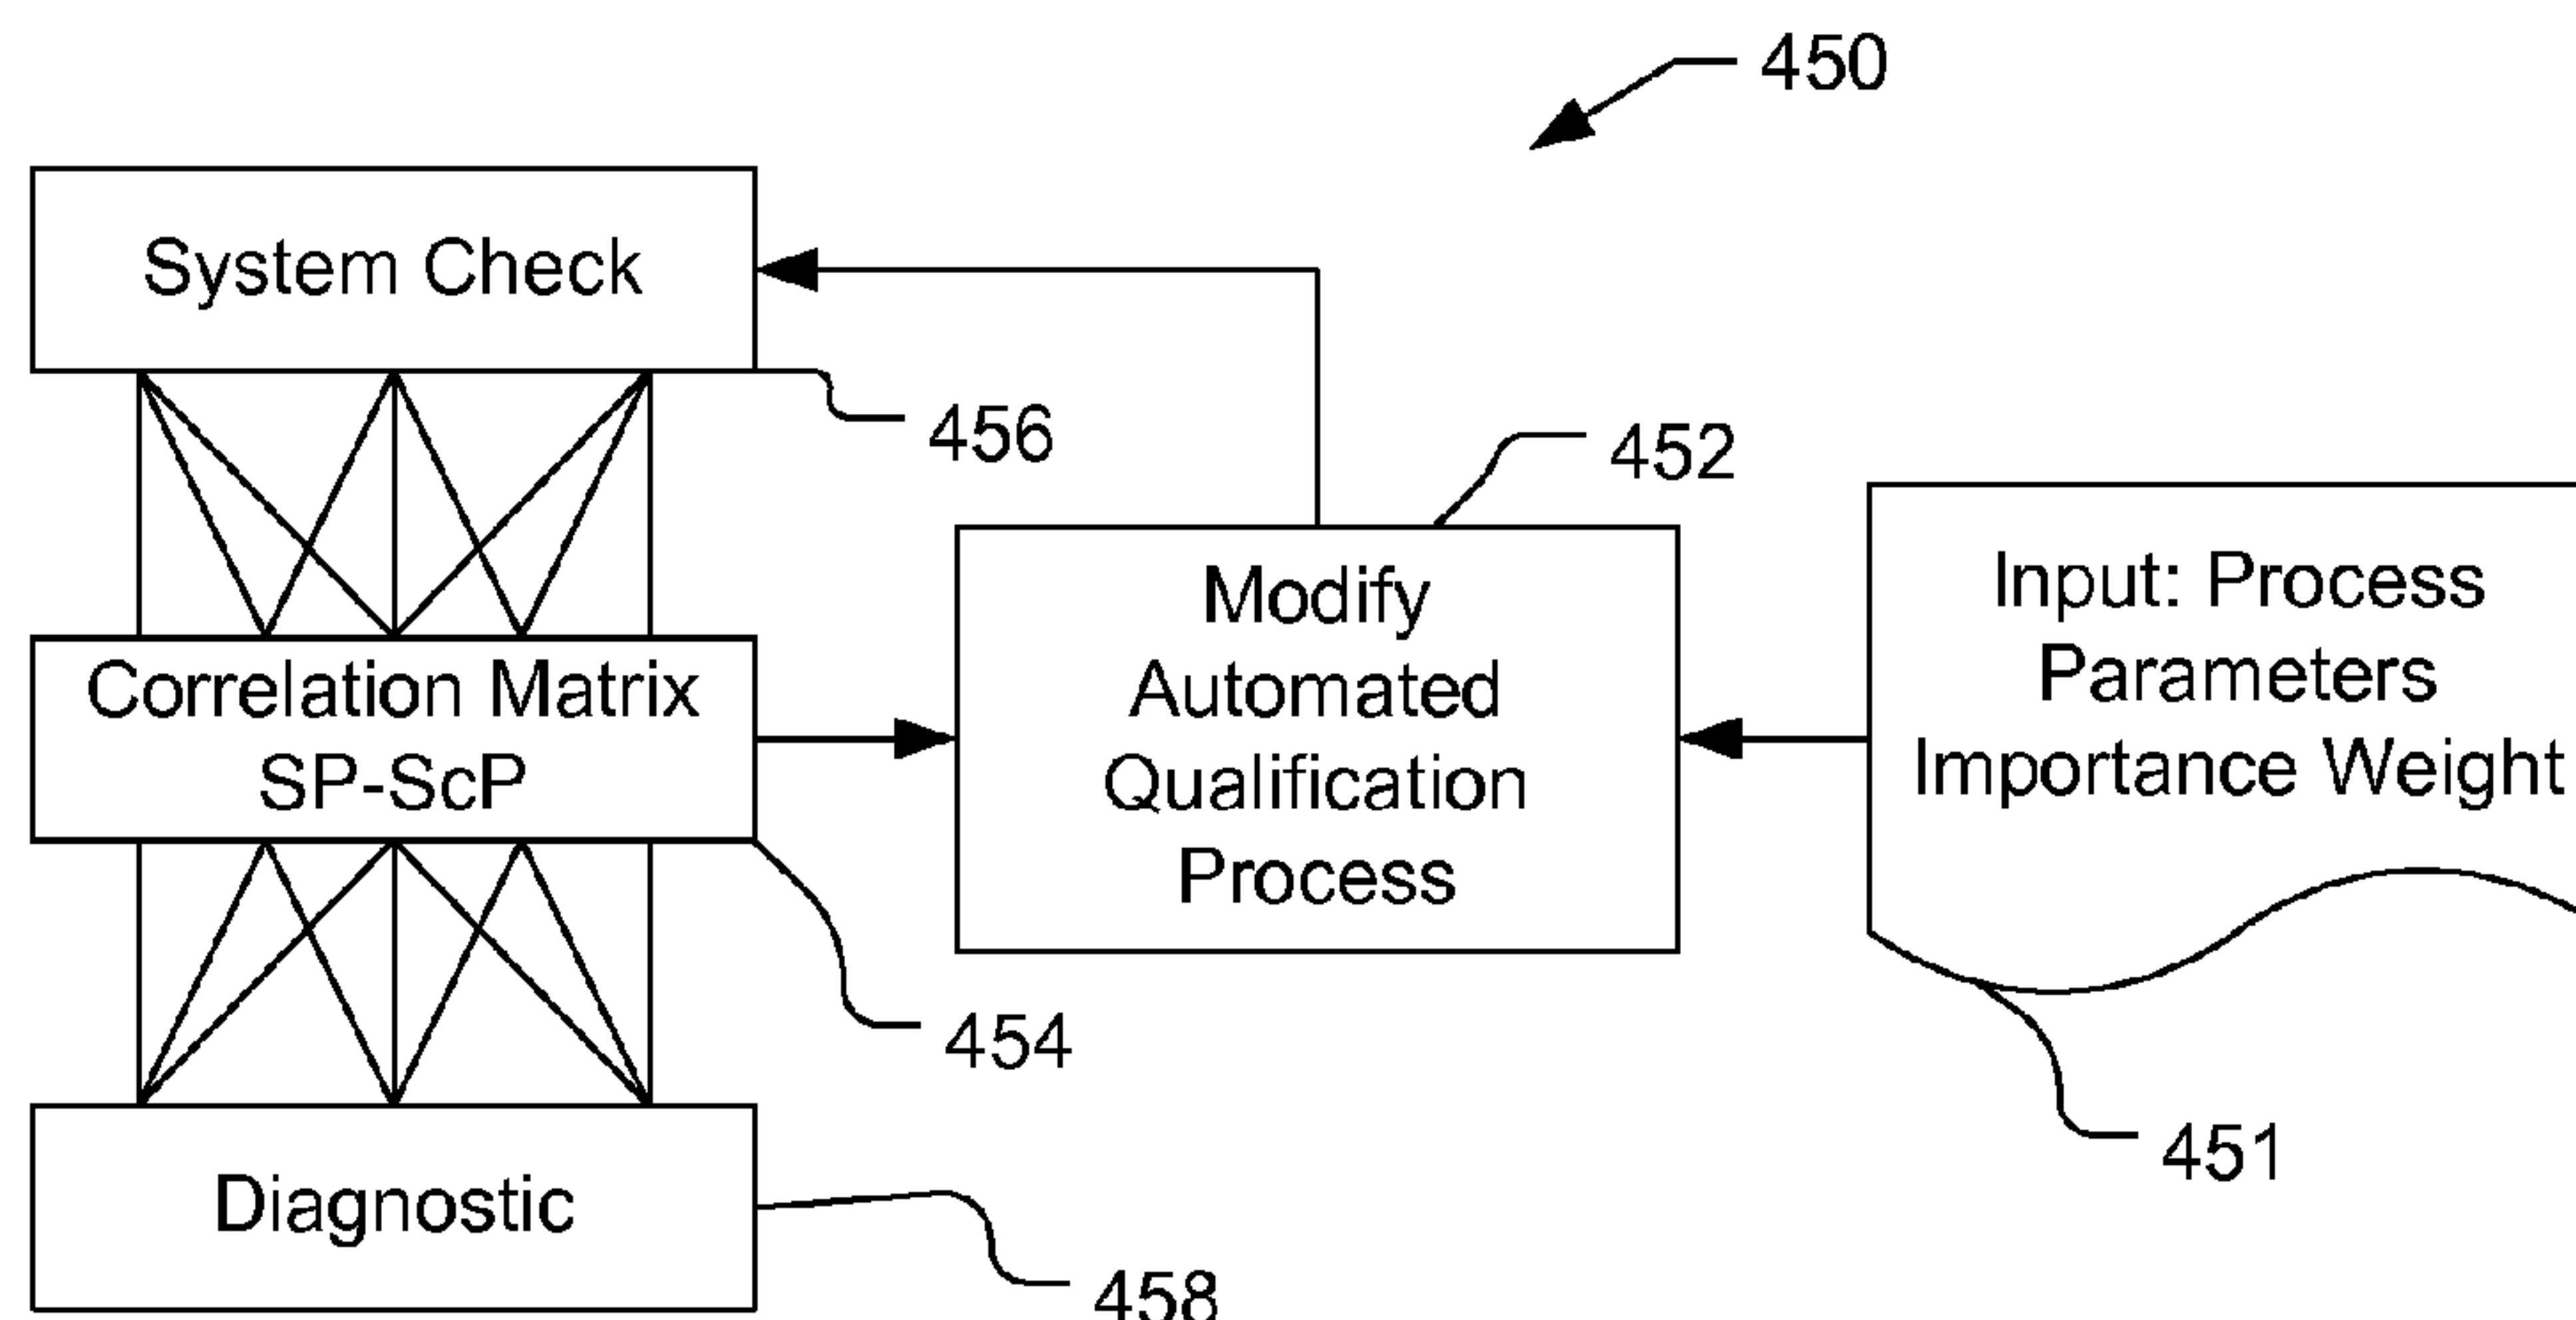 450
System Check
456
452
Input: Process
Parameters
Importance Weight
Modify
Automated
Qualification
Process
Correlation Matrix
SP-ScP
454
451
Diagnostic
458